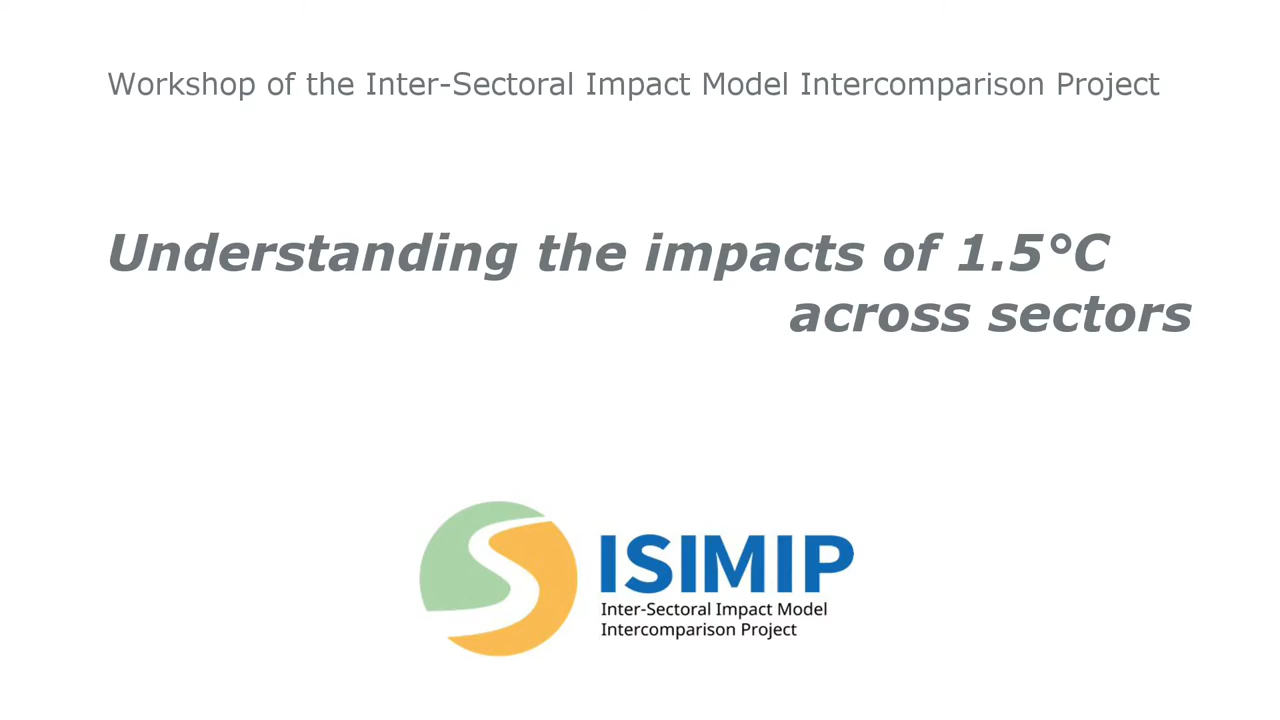 Workshop of the Inter-Sectoral Impact Model Intercomparison Project
Understanding the impacts of 1.5°C
across sectors
ISIMIP
Inter-Sectoral Impact Model
Intercomparison Project